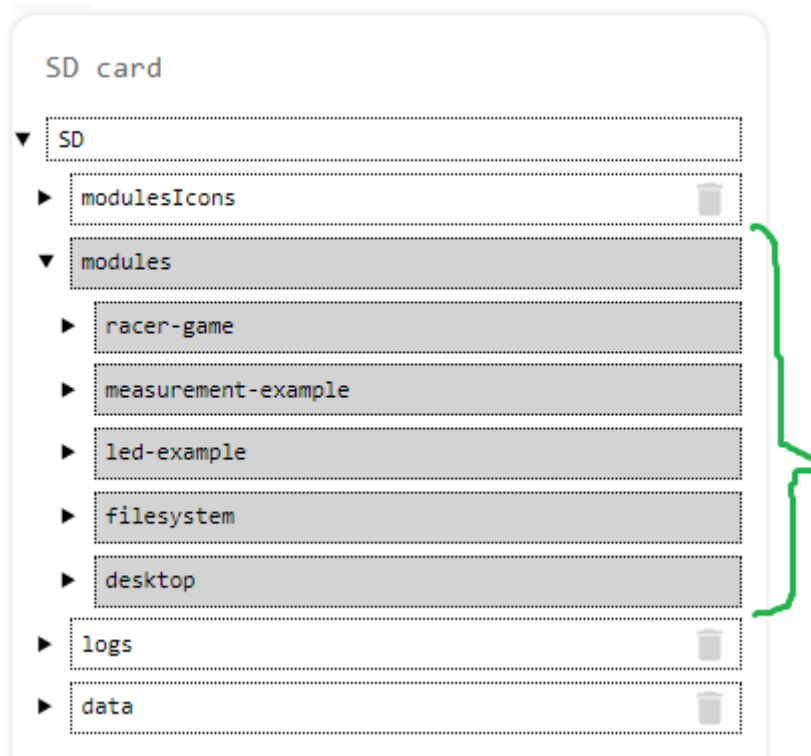 SD card
SD
modulesIcons
modules
racer-game
measurement-example
led-example
filesystem
desktop
logs
data